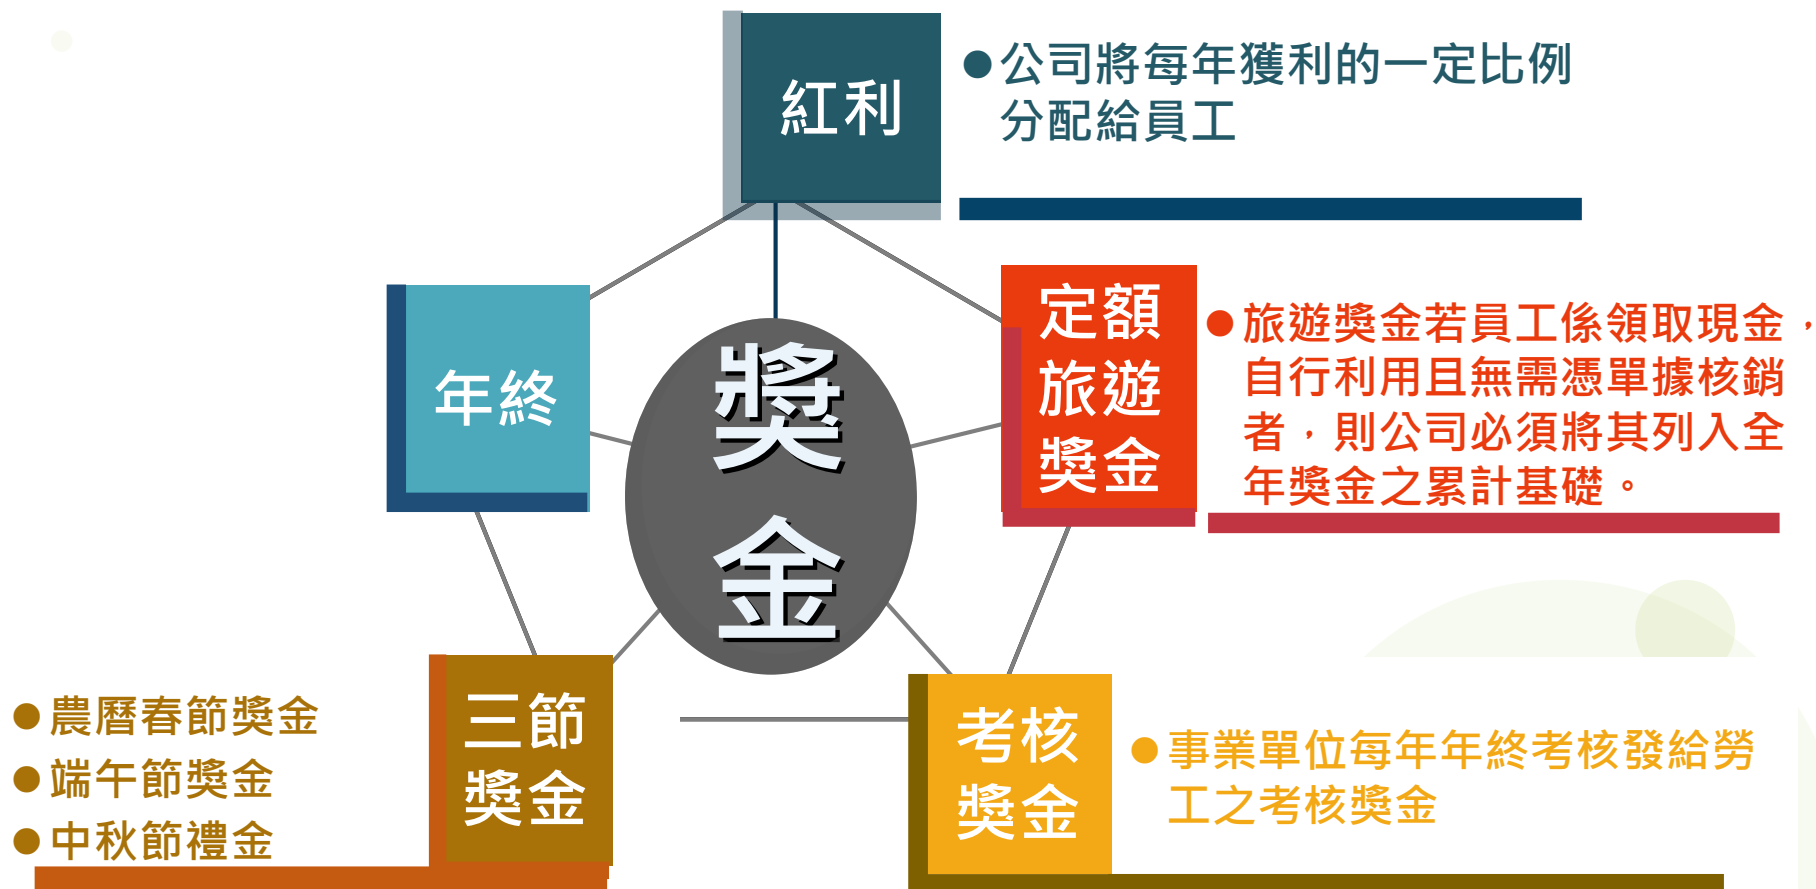 紅利
●公司將每年獲利的一定比例
分配給員工
定額
旅遊
獎金
●旅遊獎金若員工係領取現金，
自行利用且無需憑單據核銷
者，則公司必須將其列入全
年獎金之累計基礎。
年終
獎
金
三節
獎金
●農曆春節獎金
●端午節獎金
●中秋節禮金
考核
獎金
●事業單位每年年終考核發給勞
工之考核獎金